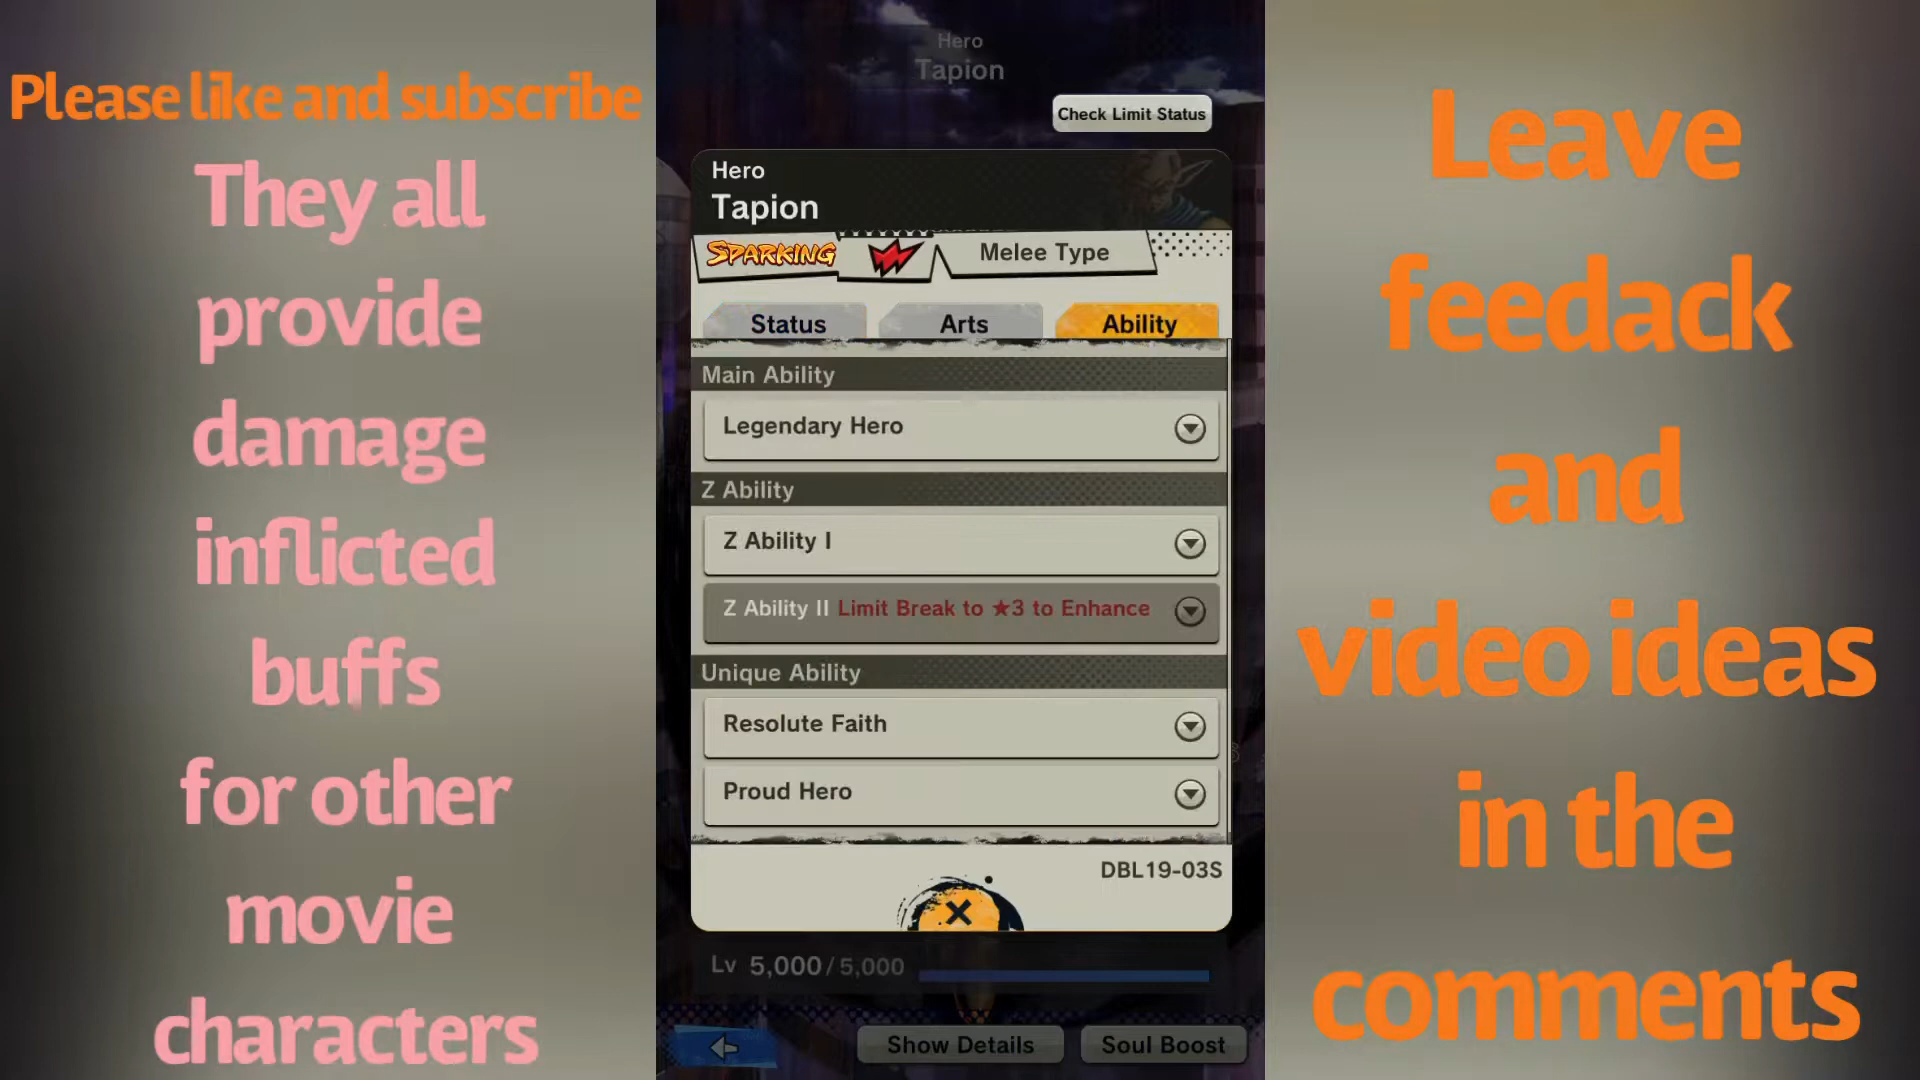 Please like and subscribe
They all
provide
damage
inflicted
buffs
for other
movie
characters
Hero
Tapion
Check Limit Status
Hero
Tapion
SPARKING
Melee Type
Status
Arts
Ability
Main Ability
Legendary Hero
Z Ability
Z Ability I
Z Ability II Limit Break to ★3 to Enhance
Unique Ability
Resolute Faith
Proud Hero
DBL19-03S
Lv 5,000/5,000
Show Details
Soul Boost
Leave
feedack
and
video ideas
in the
comments